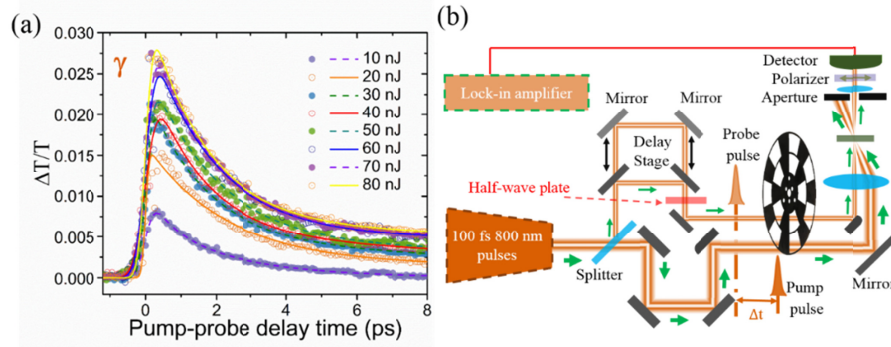 (a)
γ
ΔT/T
0.030
0.025
0.020
0.015
0.010
0.005
0.000
10 nJ
20 nJ
30 nJ
40 nJ
50 nJ
60 nJ
70 nJ
80 nJ
0
2
4
6
8
Pump-probe delay time (ps)
(b)
Detector
Polarizer
Aperture
Lock-in amplifier
Mirror
Mirror
Delay
Stage
Probe
pulse
Half-wave plate
100 fs 800 nm
pulses
Splitter
Mirror
Pump
pulse
Δt